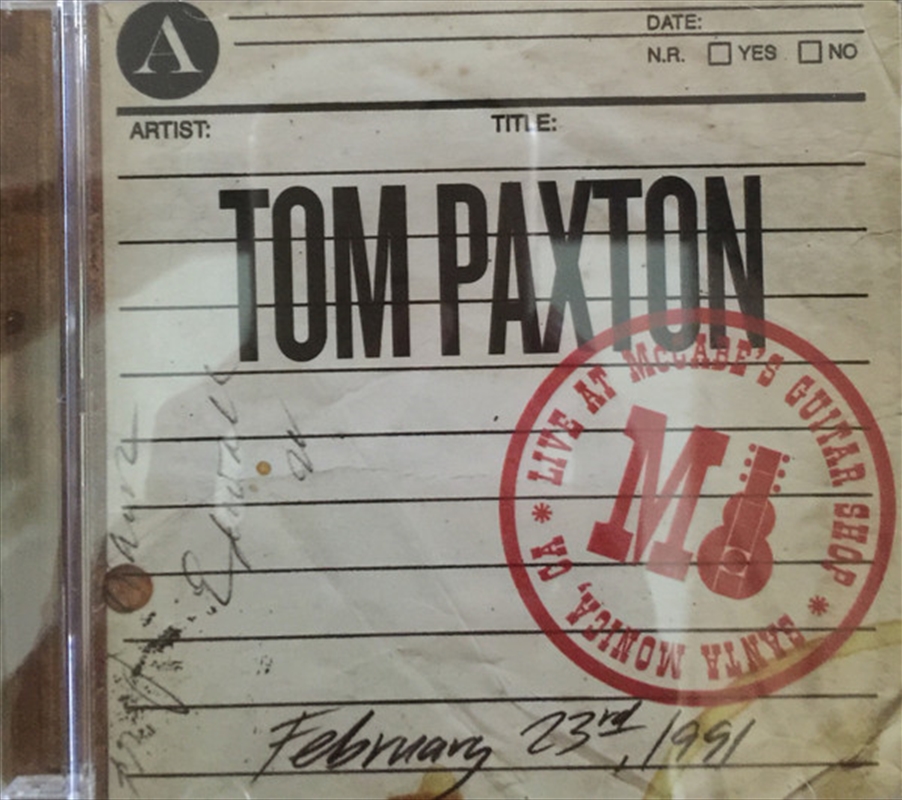 A
DATE:
N.R. YES NO
ARTIST: TITLE:
TOM PAXTON
LIVE AT MCCABE'S GUITAR SHOP * SANTA MONICA, CA *
M
February 23rd, 1991